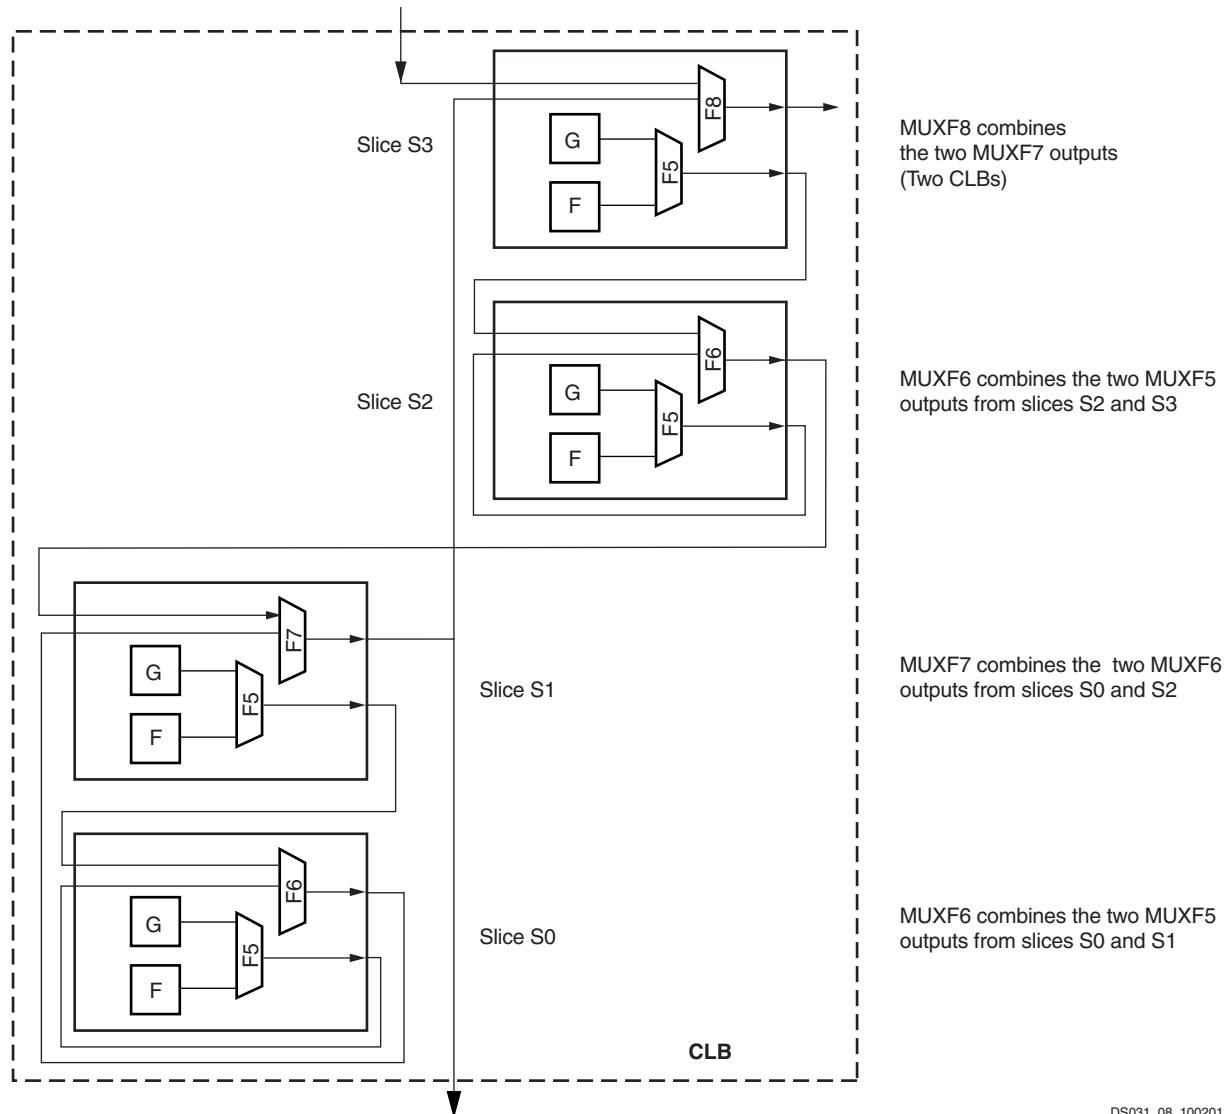 F8
Slice S3
G
F5
F
MUXF8 combines
the two MUXF7 outputs
(Two CLBs)
F6
Slice S2
G
F5
F
MUXF6 combines the two MUXF5
outputs from slices S2 and S3
F7
G
F5
F
Slice S1
MUXF7 combines the two MUXF6
outputs from slices S0 and S2
F6
G
F5
F
Slice S0
MUXF6 combines the two MUXF5
outputs from slices S0 and S1
CLB
DS031_08_100201